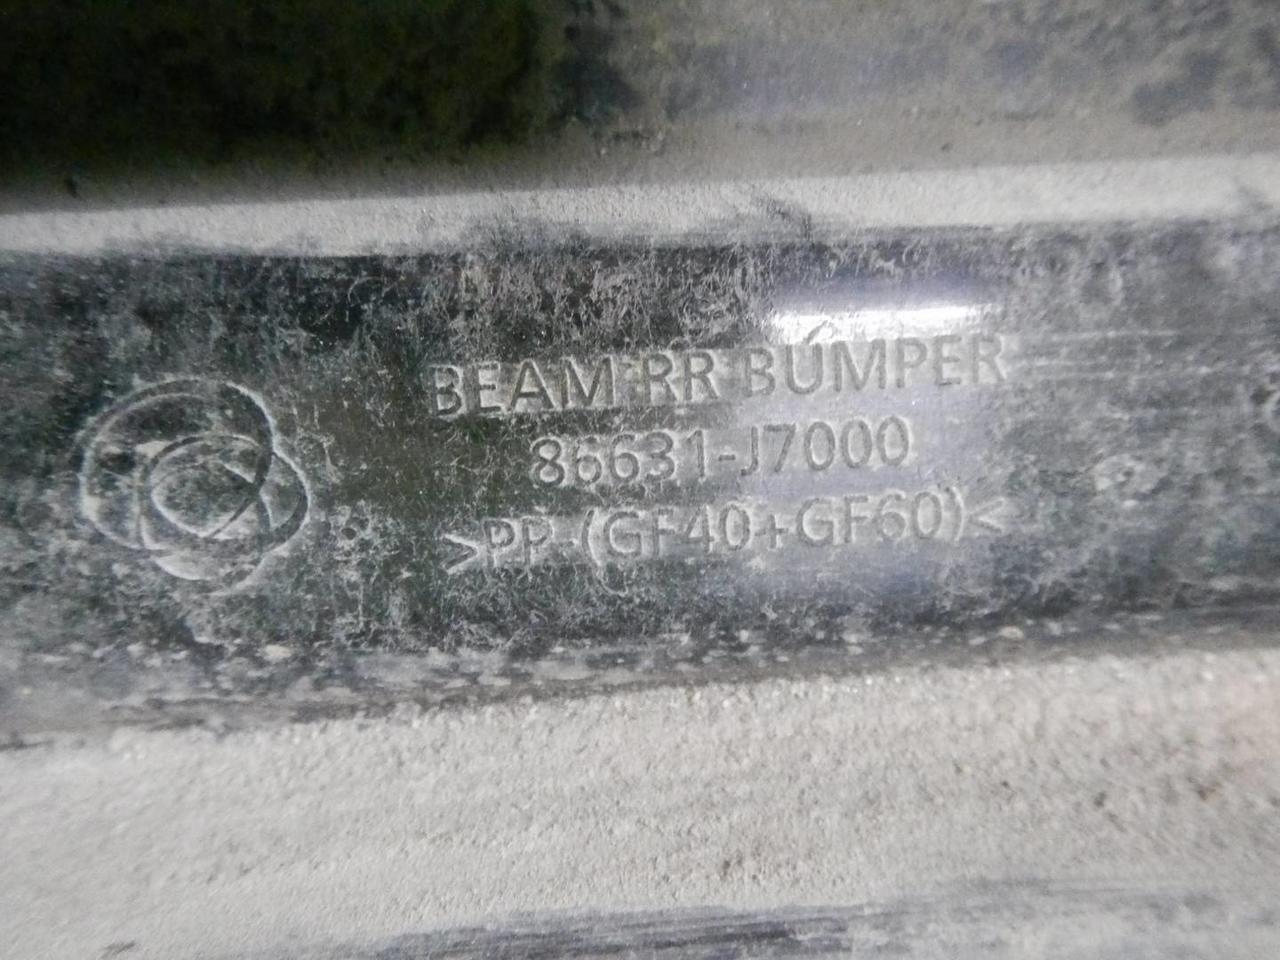 BEAM RR BUMPER
86631-J7000
>PP-(GF40+GF60)<